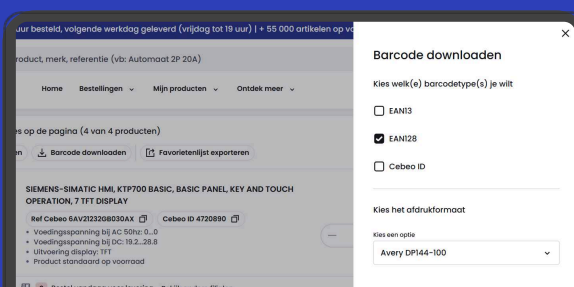 uur besteld, volgende werkdag geleverd (vrijdag tot 19 uur) | + 55 000 artikelen op
product, merk, referentie (vb: Automaat 2P 20A)
Home Bestellingen Mijn producten Ontdek meer
op de pagina (4 van 4 producten)
Barcode downloaden Favorietenlijst exporteren
SIEMENS-SIMATIC HMI, KTP700 BASIC, BASIC PANEL, KEY AND TOUCH
OPERATION, 7 TFT DISPLAY
Ref Cebeo 6AV21232GB030AX Cebeo ID 4720890
• Voedingsspanning bij AC 50hz: 0...0
• Voedingsspanning bij DC: 19.2...28.8
• Uitvoering display: TFT
• Product standaard op voorraad
Barcode downloaden
Kies welk(e) barcodetype(s) je wilt
EAN13
EAN128
Cebeo ID
Kies het afdrukformaat
Kies een optie
Avery DP144-100